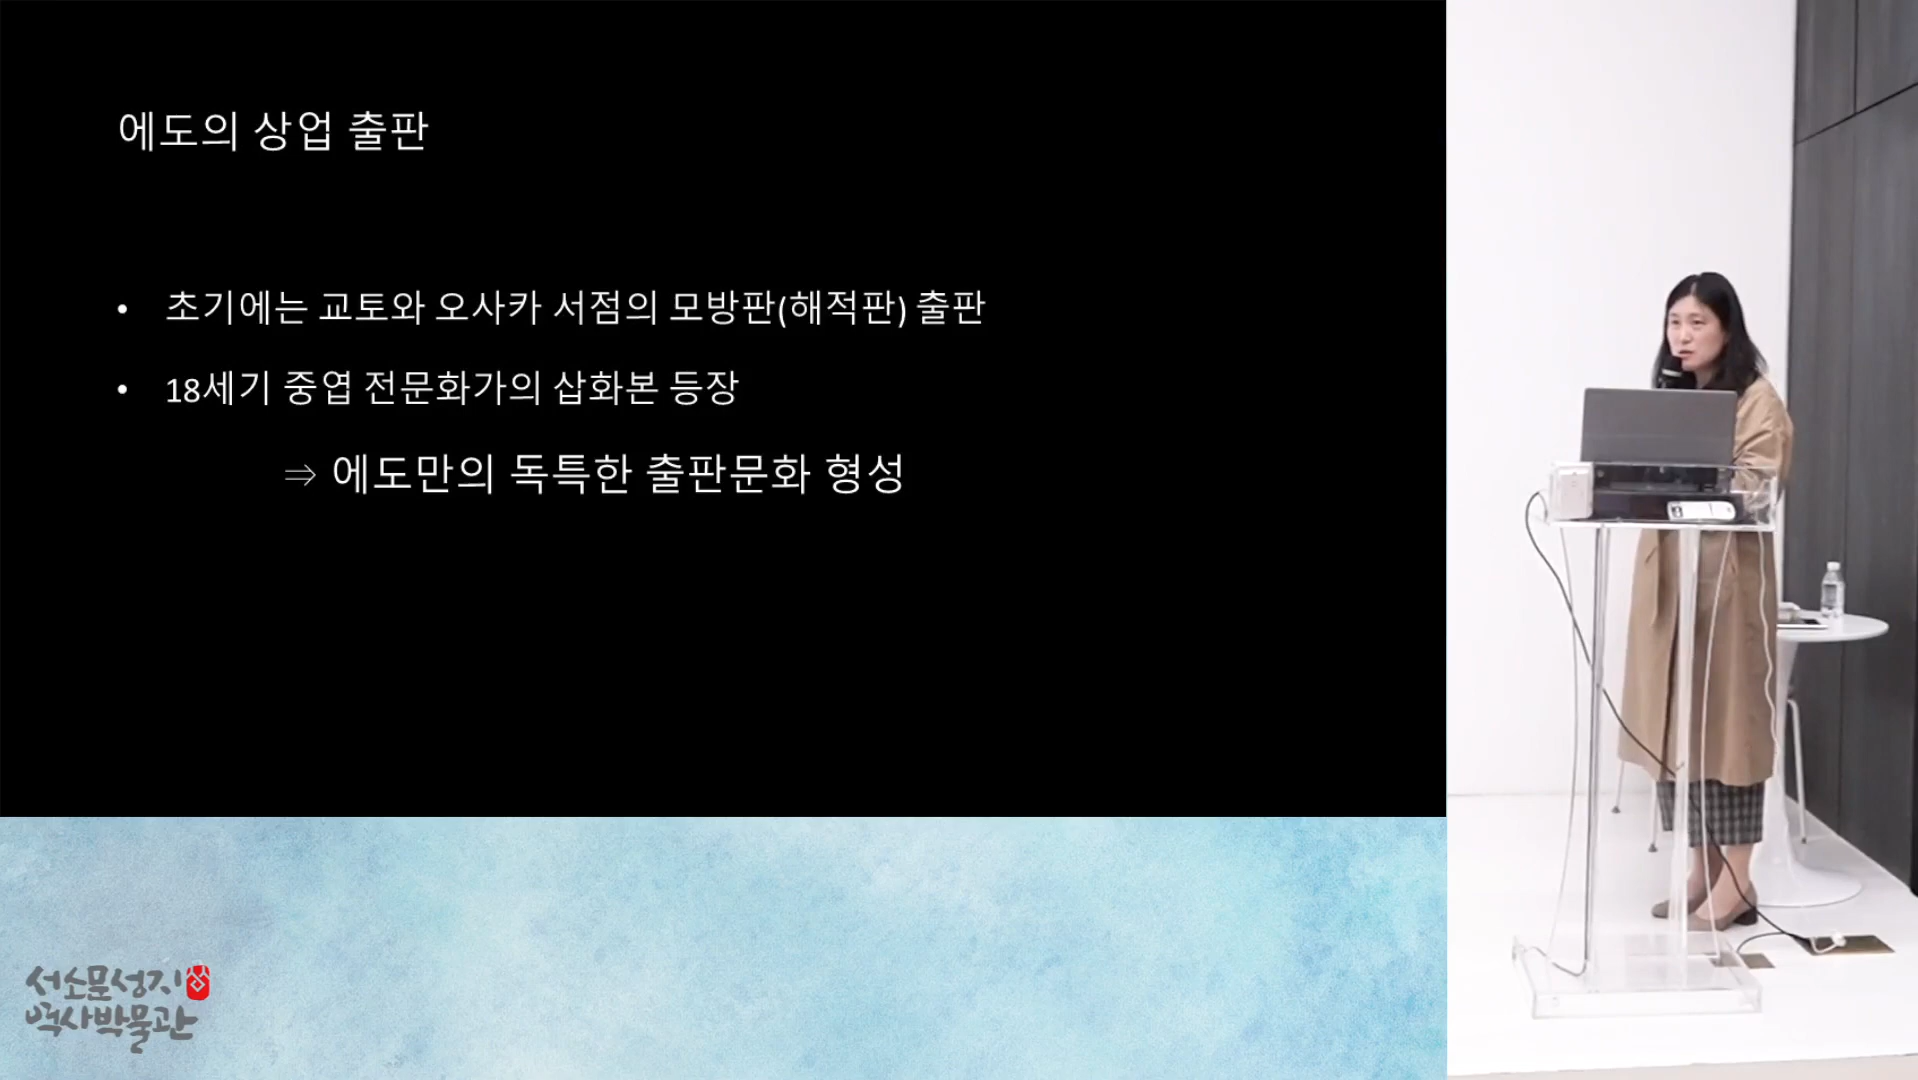 에도의 상업 출판
• 초기에는 교토와 오사카 서점의 모방판(해적판) 출판
• 18세기 중엽 전문화가의 삽화본 등장
⇒ 에도만의 독특한 출판문화 형성
서소문성지
역사박물관